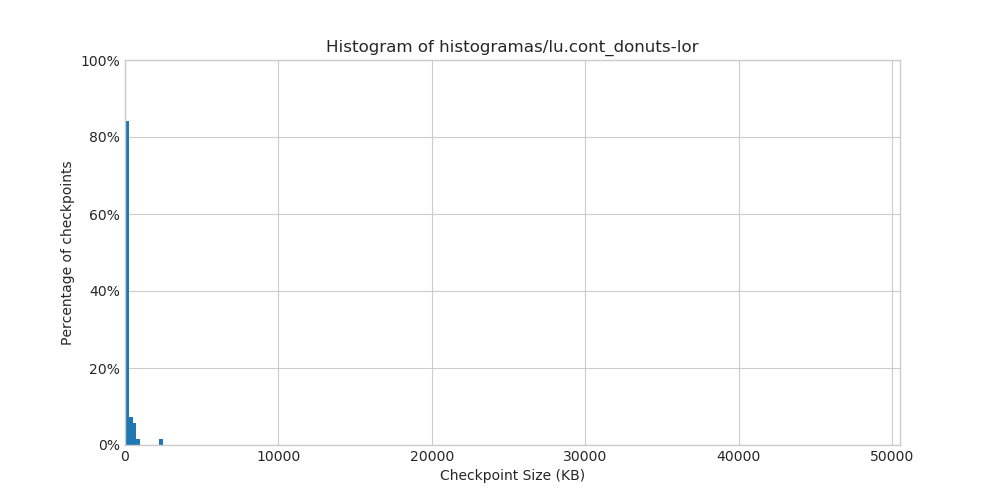 Histogram of histogramas/lu.cont_donuts-lor
100%
80%
60%
40%
20%
0%
Percentage of checkpoints
0 10000 20000 30000 40000 50000
Checkpoint Size (KB)